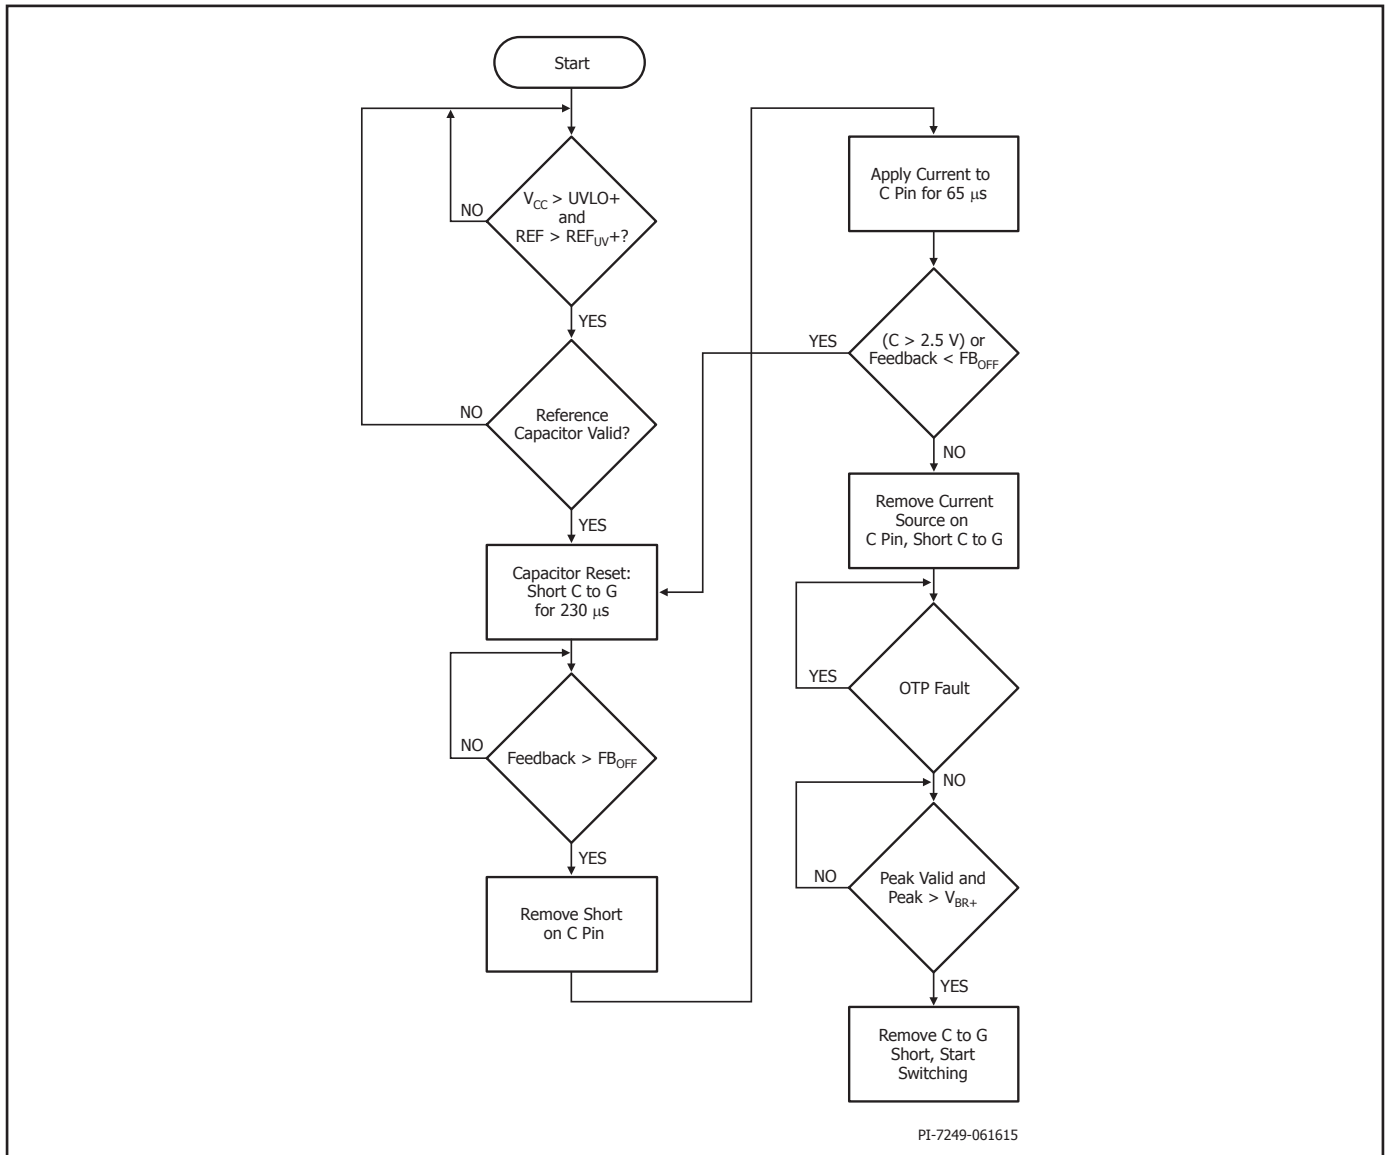 Start
V_CC > UVLO+
and
REF > REF_UV+?
NO
YES
Reference
Capacitor Valid?
NO
YES
Capacitor Reset:
Short C to G
for 230 μs
Feedback > FB_OFF
NO
YES
Remove Short
on C Pin
Apply Current to
C Pin for 65 μs
(C > 2.5 V) or
Feedback < FB_OFF
YES
NO
Remove Current
Source on
C Pin, Short C to G
OTP Fault
YES
NO
Peak Valid and
Peak > V_BR+
NO
YES
Remove C to G
Short, Start
Switching
PI-7249-061615